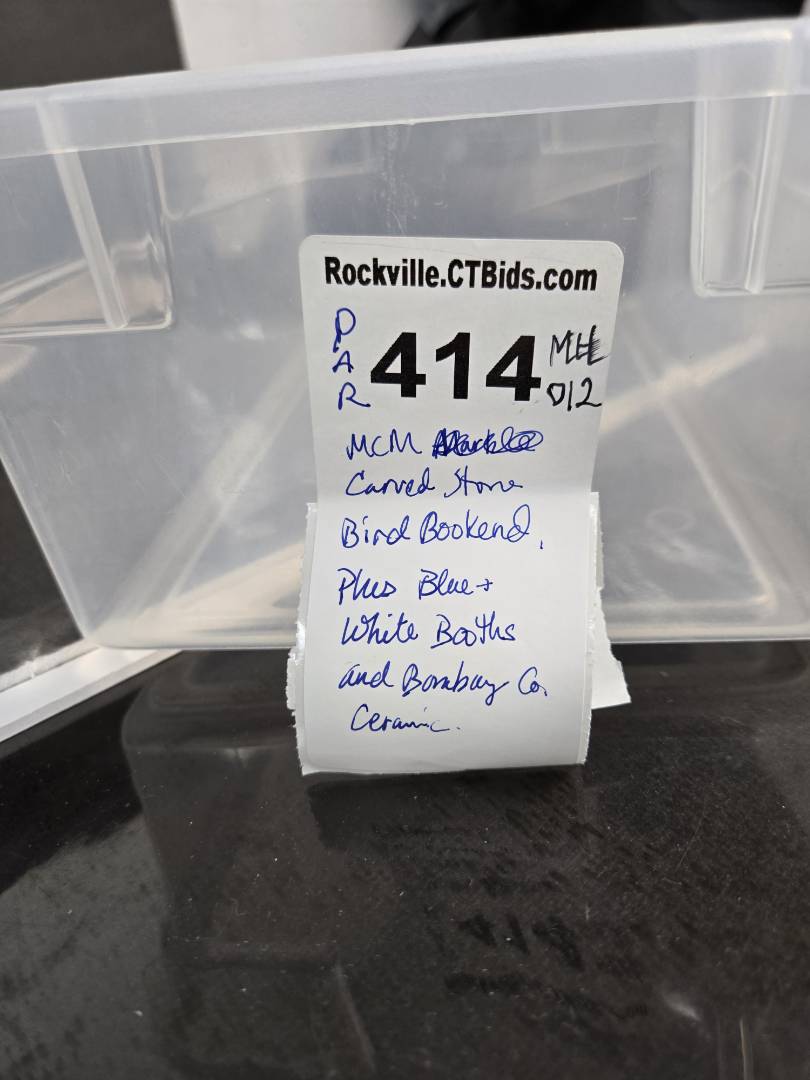 Rockville.CTBids.com
PAR
414
MH
012
MCM
Carved Stone
Bird Bookend,
Plus Blue +
White Booths
and Bombay Co.
Ceramic.